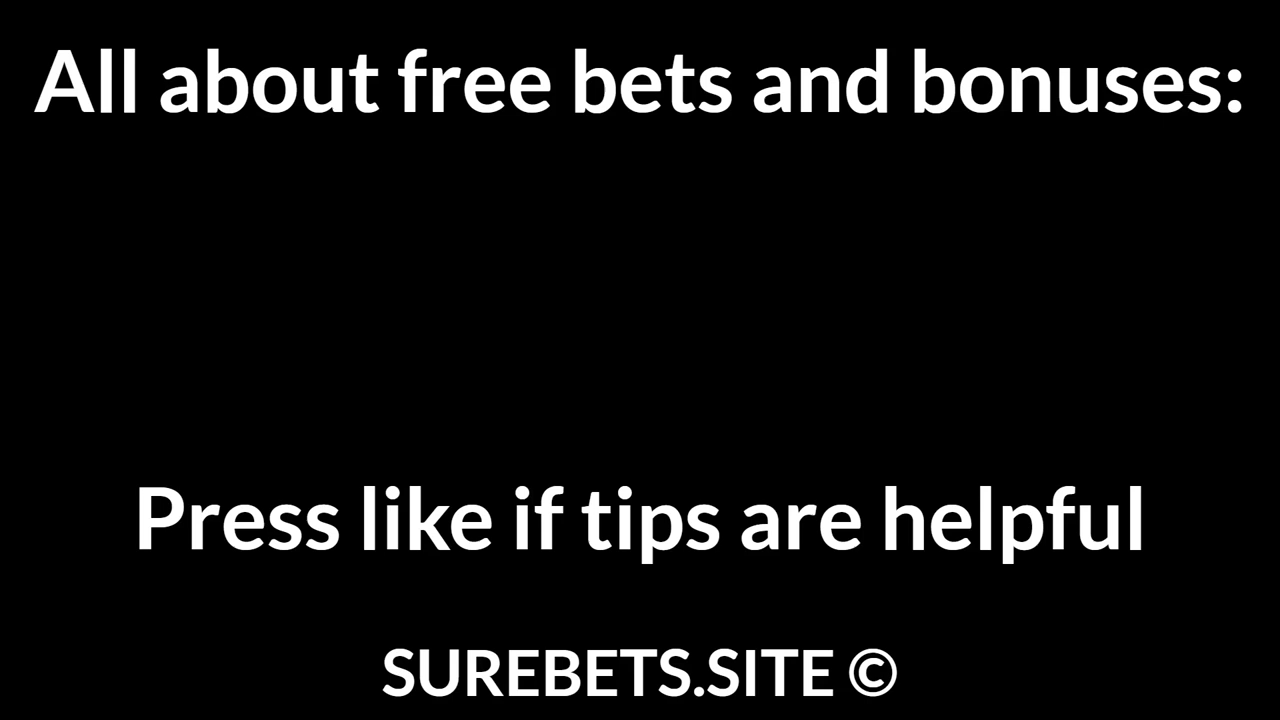 All about free bets and bonuses:
Press like if tips are helpful
SUREBETS.SITE ©